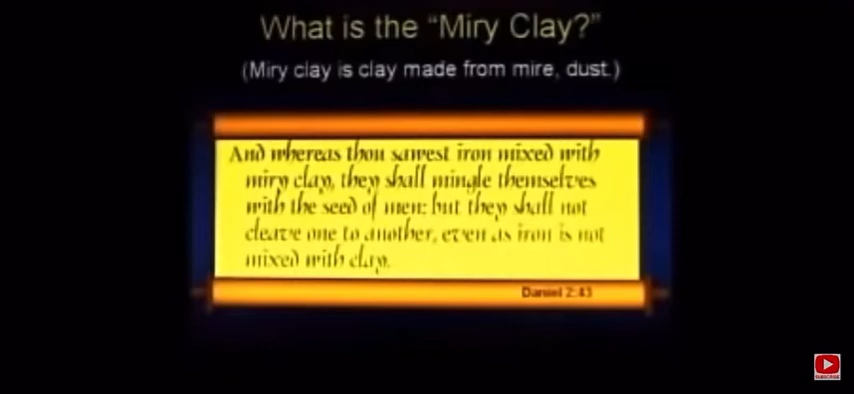 What is the “Miry Clay?”
(Miry clay is clay made from mire, dust.)
And whereas thou sawest iron mixed with
miry clay, they shall mingle themselves
with the seed of men: but they shall not
cleave one to another, even as iron is not
mixed with clay.
Daniel 2:43
SUBSCRIBE